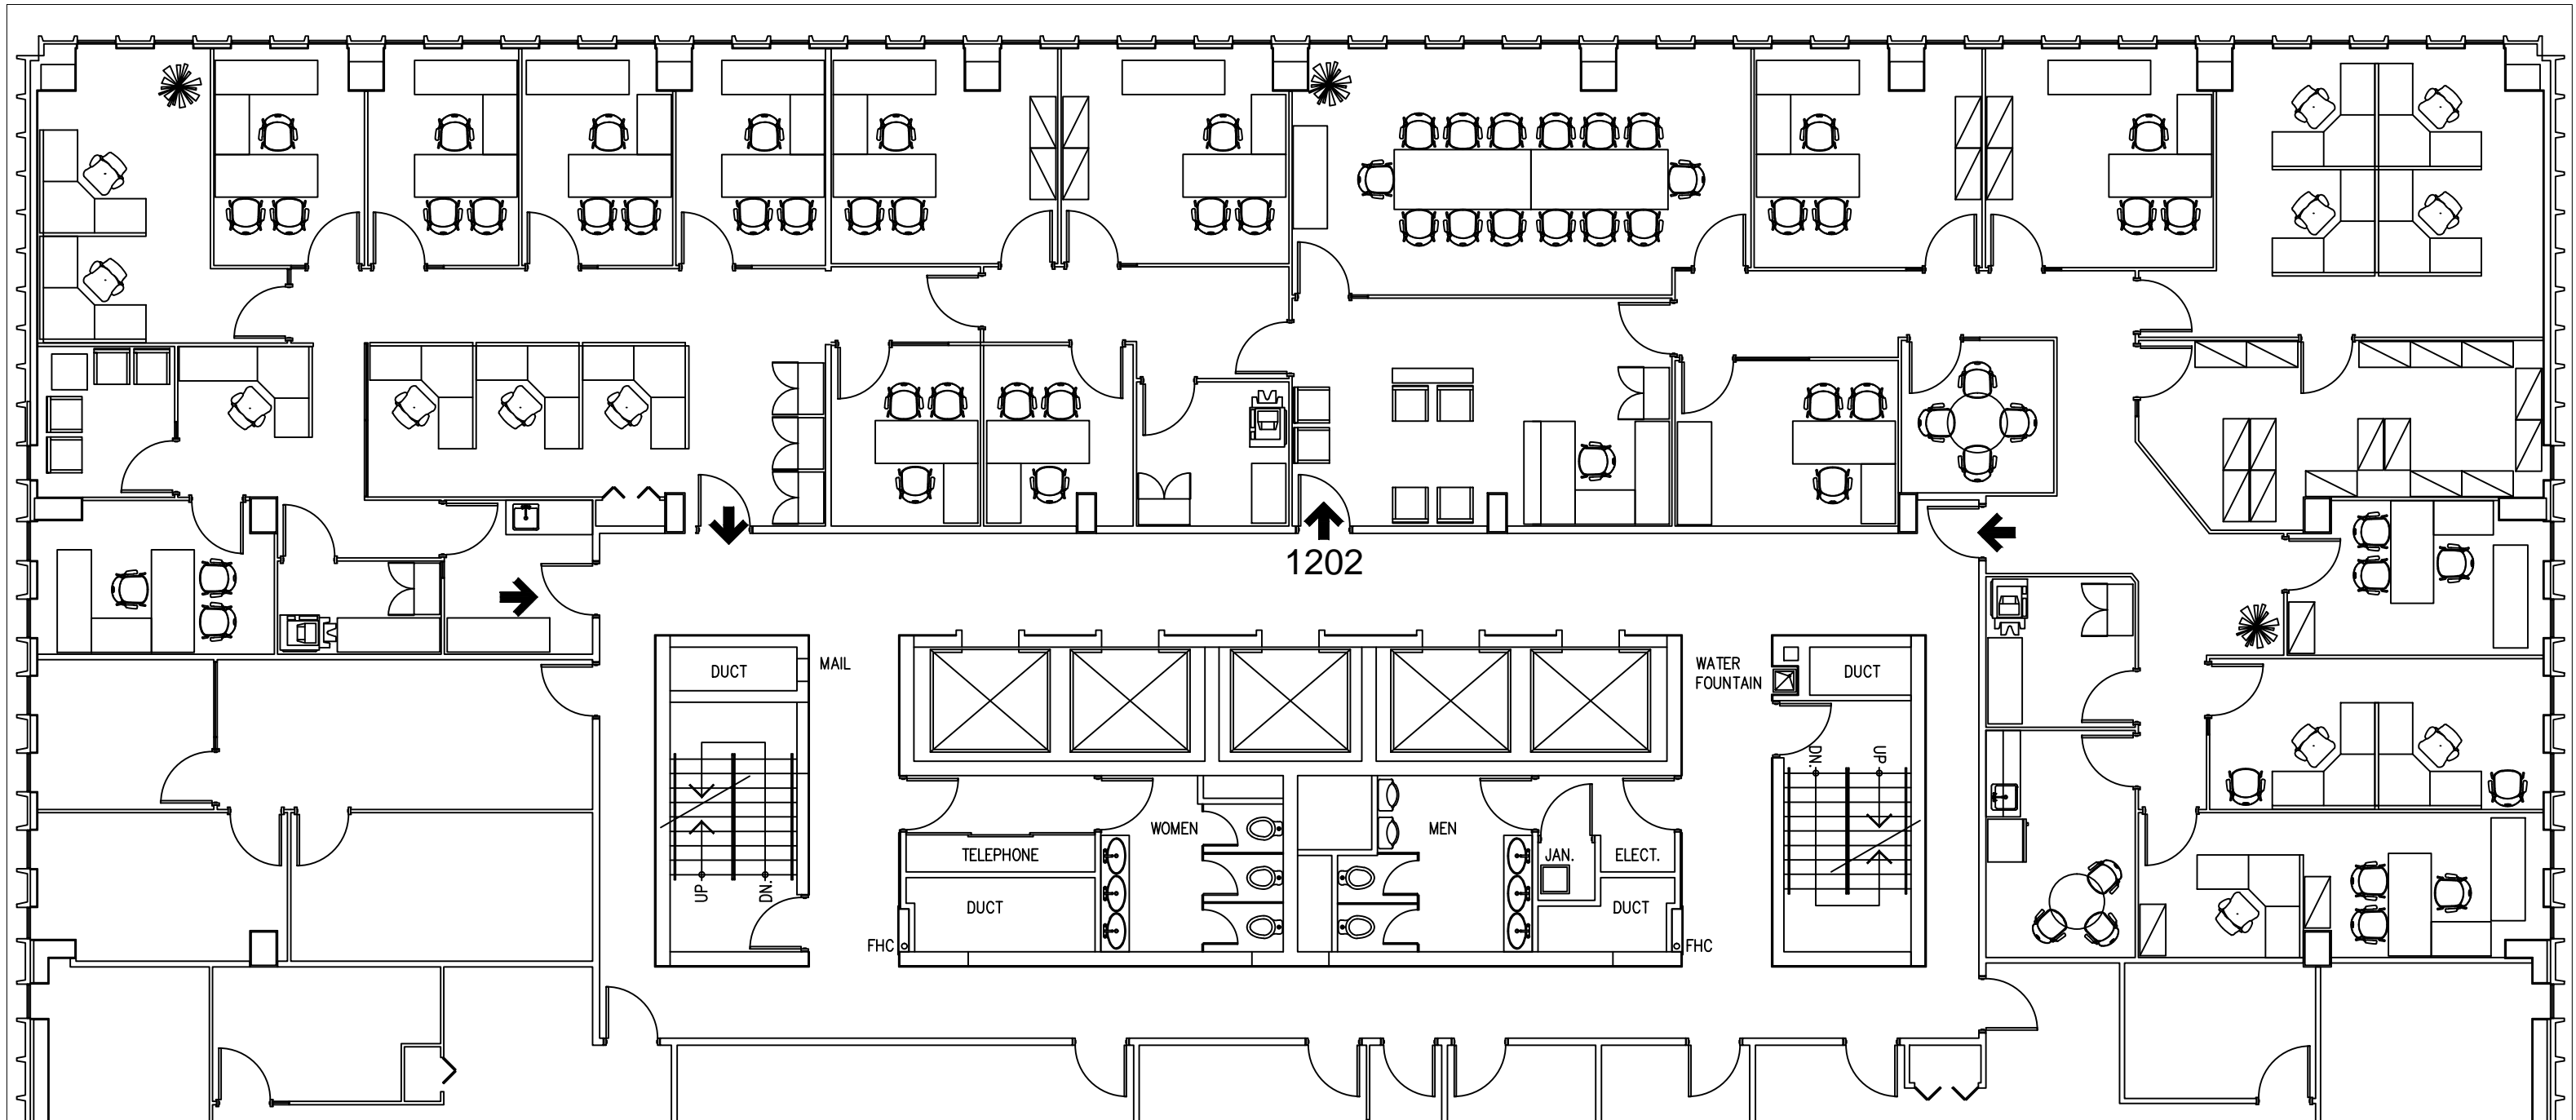 1202
DUCT
MAIL
WATER
FOUNTAIN
DUCT
DN.
UP
WOMEN
MEN
TELEPHONE
JAN.
ELECT.
UP
DN.
DUCT
DUCT
FHC
FHC